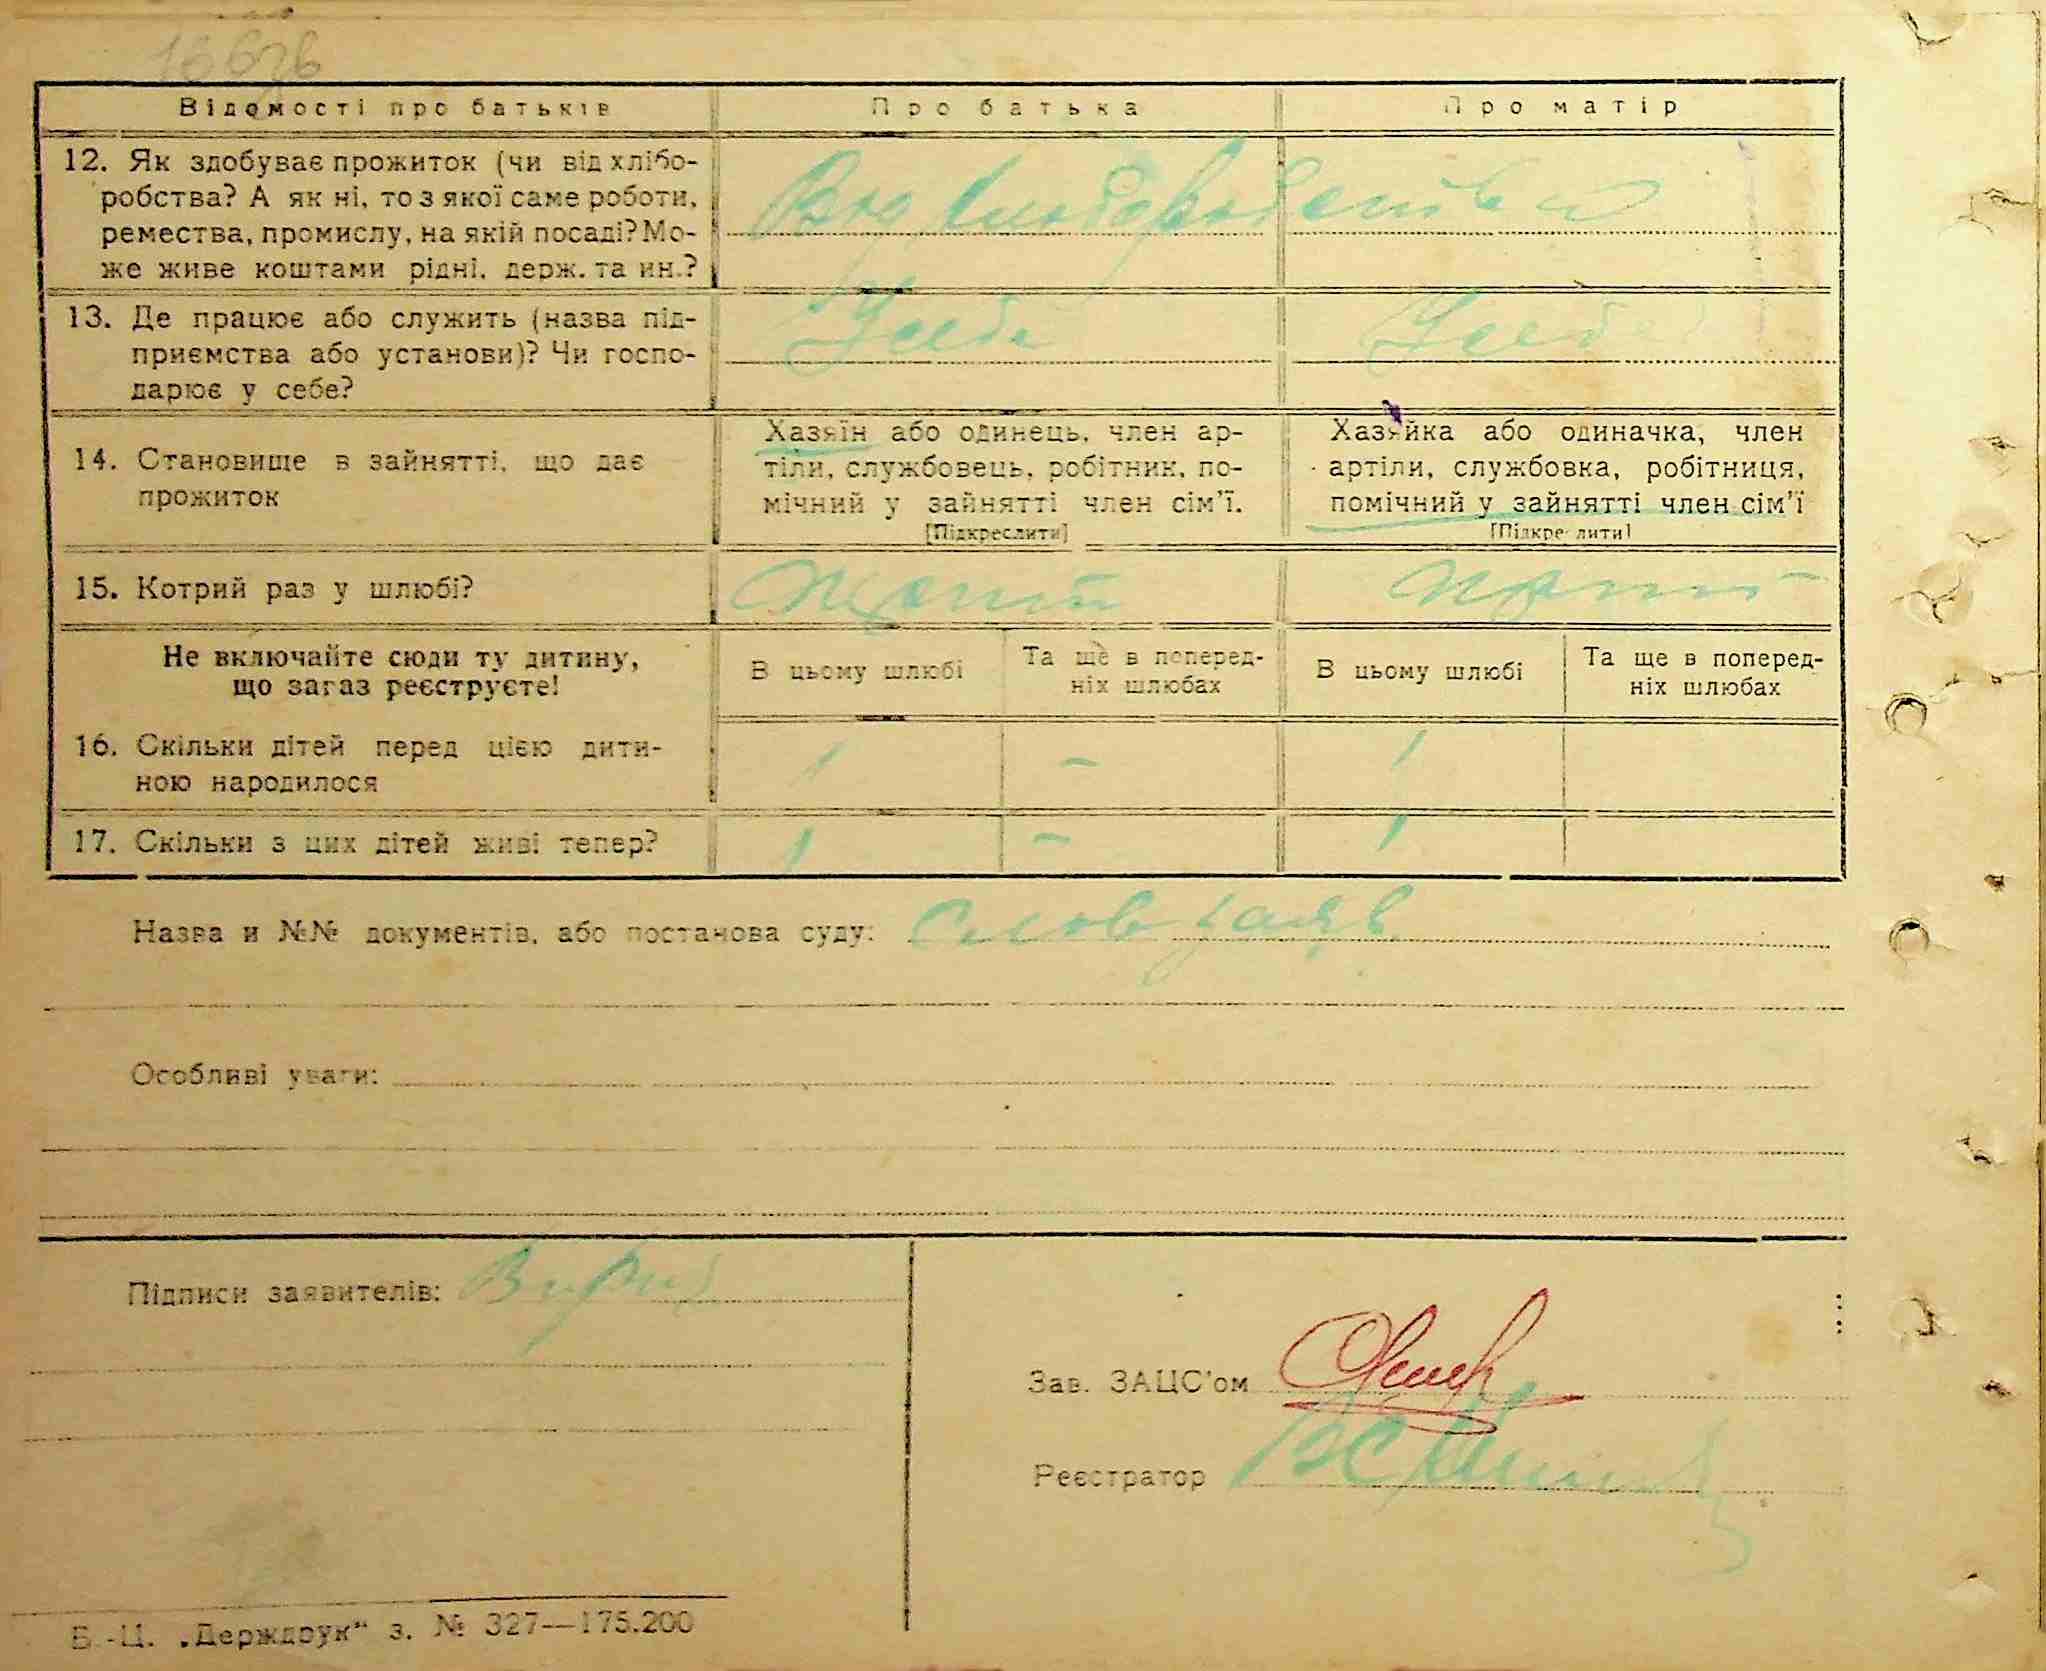 Відомості про батьків
Про батька
Про матір
12. Як здобуває прожиток (чи від хлібо-
робства? А як ні, то з якої саме роботи,
ремества, промислу, на якій посаді? Мо-
же живе коштами рідні, держ. та ин.?
Від хлиборобства
13. Де працює або служить (назва під-
приємства або установи)? Чи госпо-
дарює у себе?
У себе
У себе
14. Становище в зайнятті, що дає
прожиток
Хазяїн або одинець, член ар-
тіли, службовець, робітник, по-
мічний у зайнятті член сім'ї.
[Підкреслити]
Хазяйка або одиначка, член
артіли, службовка, робітниця,
помічний у зайнятті член сім'ї
[Підкреслити]
15. Котрий раз у шлюбі?
Не включайте сюди ту дитину,
що зараз реєструєте!
В цьому шлюбі
Та ще в поперед-
ніх шлюбах
В цьому шлюбі
Та ще в поперед-
ніх шлюбах
16. Скільки дітей перед цією дити-
ною народилося
1 – 1
17. Скільки з цих дітей живі тепер?
1 – 1
Назва и №№ документів, або постанова суду:
Особливі уваги:
Підписи заявителів:
Зав. ЗАЦС'ом
Реєстратор
Б.-Ц. „Держдрук" з. № 327—175.200